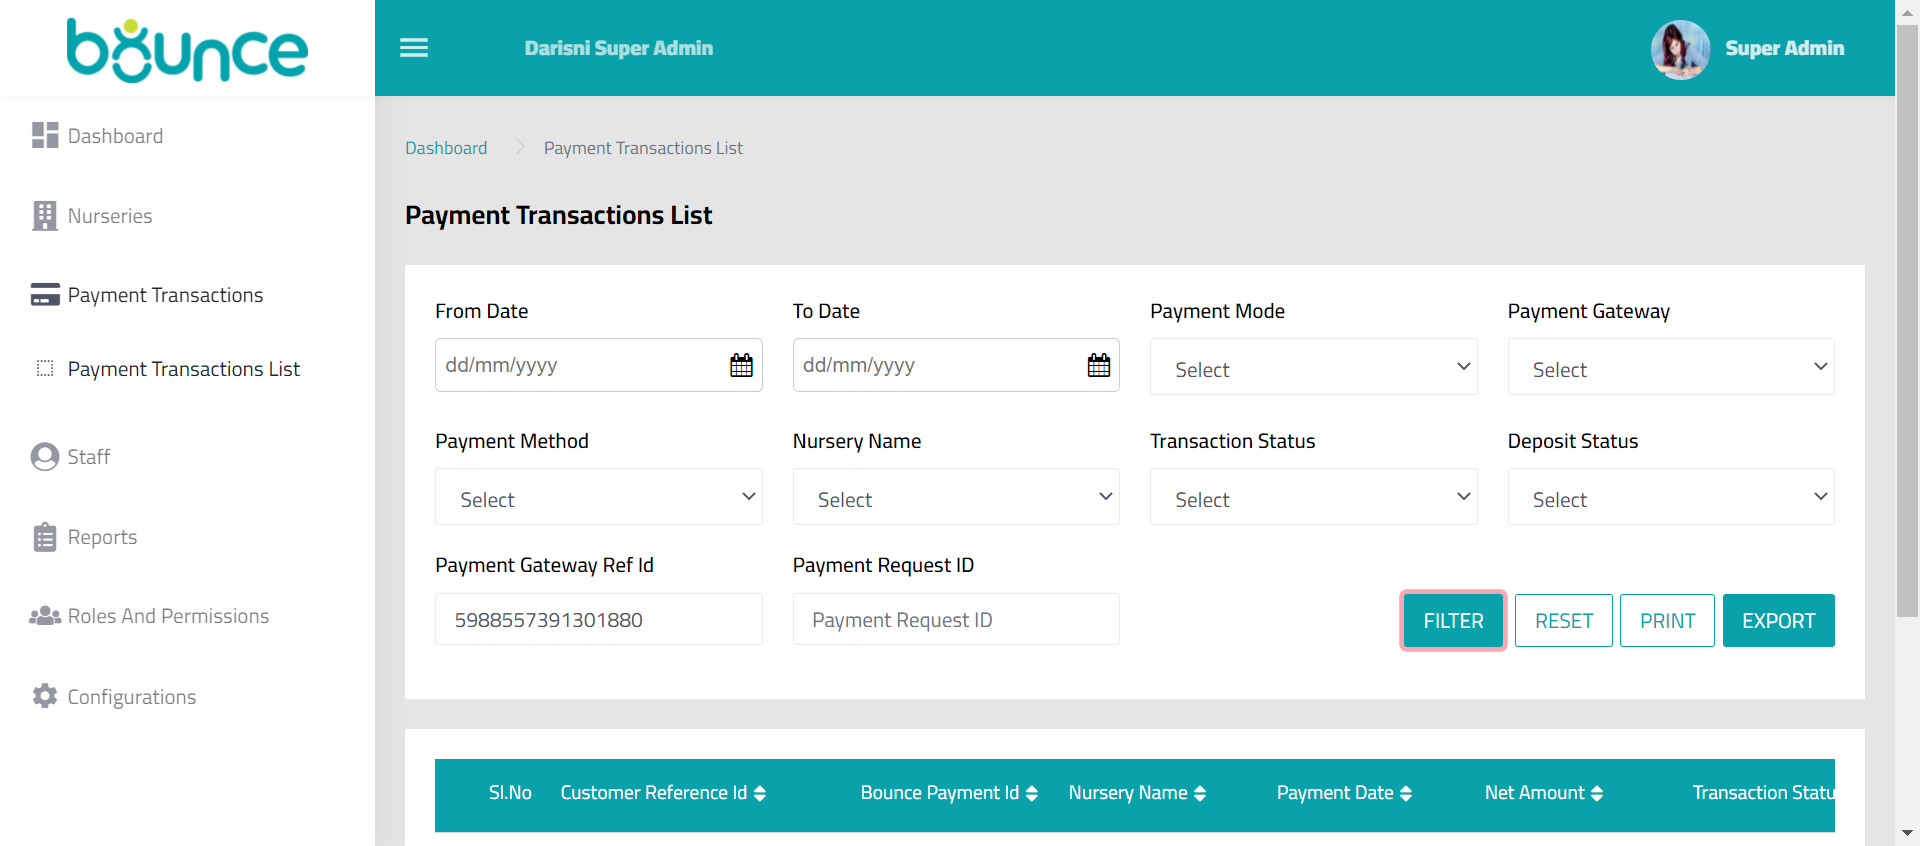 bounce
Darisni Super Admin
Super Admin
Dashboard
Nurseries
Payment Transactions
Payment Transactions List
Staff
Reports
Roles And Permissions
Configurations
Dashboard
Payment Transactions List
Payment Transactions List
From Date
To Date
Payment Mode
Payment Gateway
dd/mm/yyyy
dd/mm/yyyy
Select
Select
Payment Method
Nursery Name
Transaction Status
Deposit Status
Select
Select
Select
Select
Payment Gateway Ref Id
Payment Request ID
5988557391301880
Payment Request ID
FILTER
RESET
PRINT
EXPORT
Sl.No
Customer Reference Id
Bounce Payment Id
Nursery Name
Payment Date
Net Amount
Transaction Statu